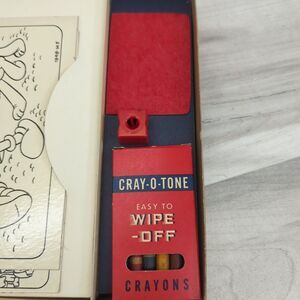 CRAY-O-TONE
EASY TO
WIPE
-OFF
CRAYONS